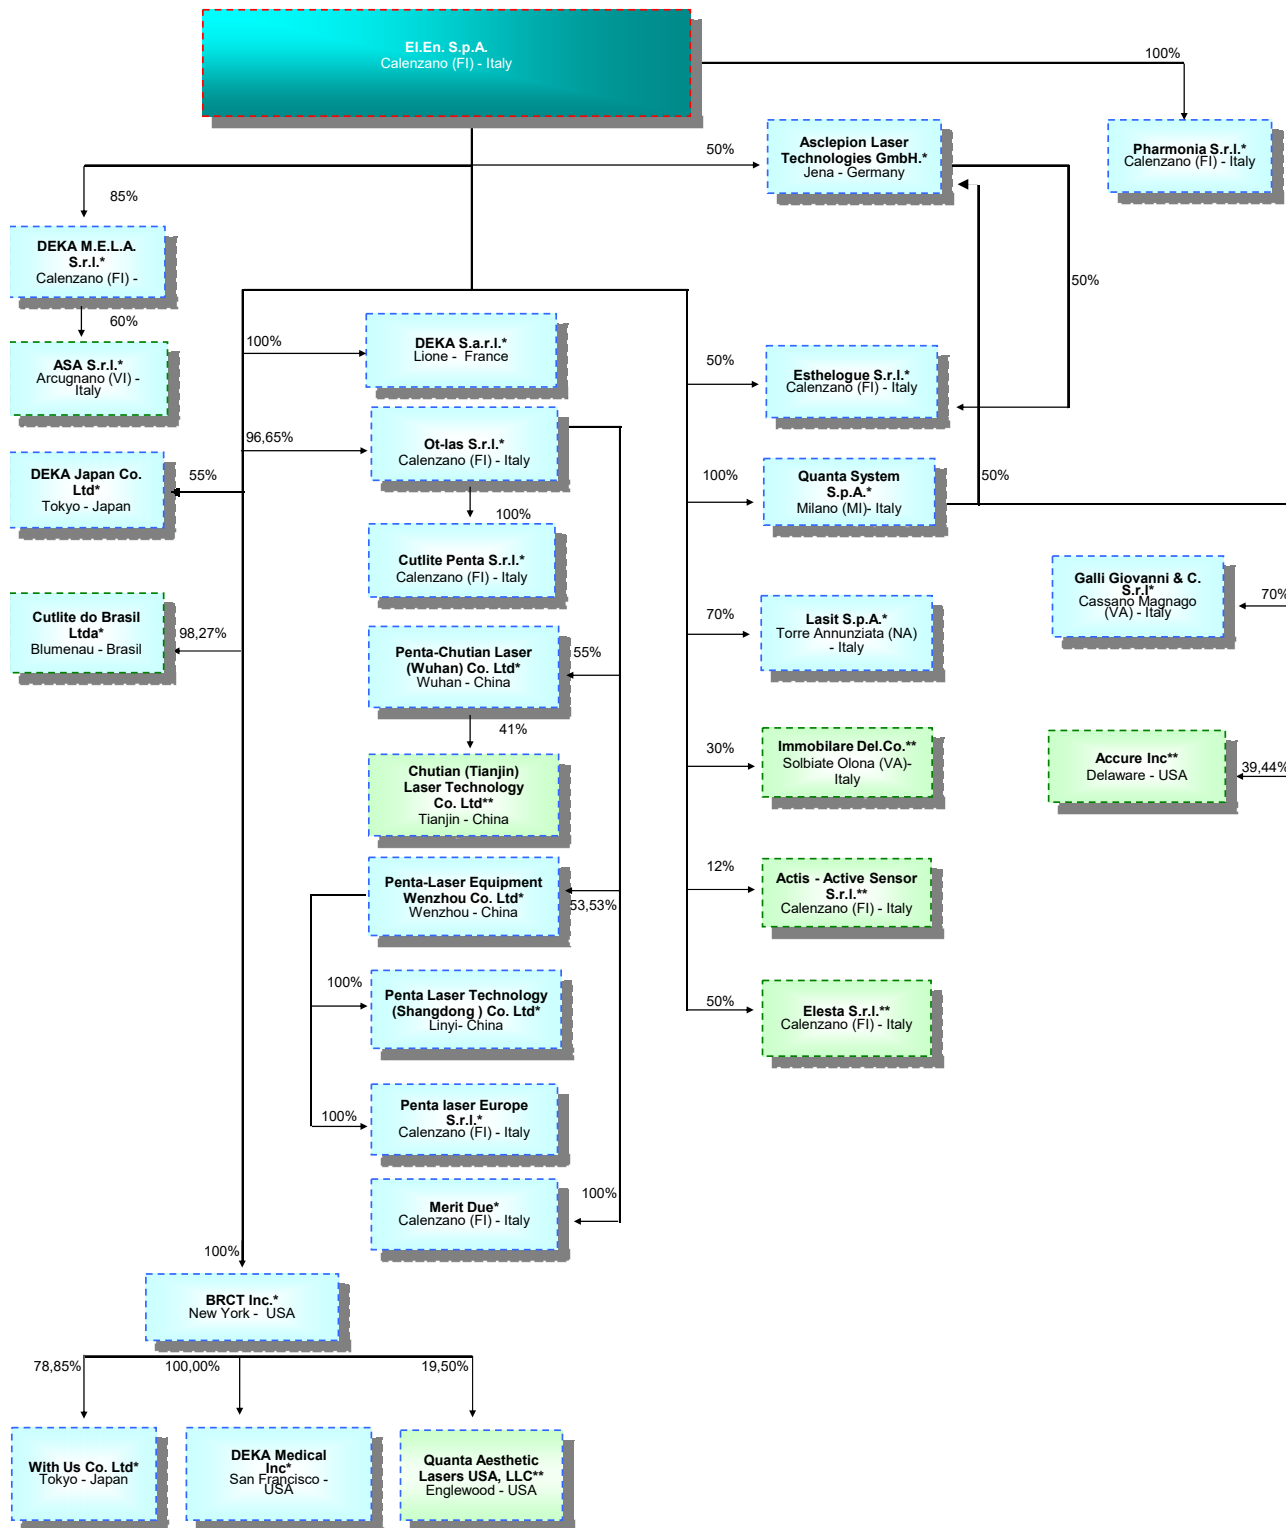 El.En. S.p.A.
Calenzano (FI) - Italy
100%
50%
Asclepion Laser
Technologies GmbH.*
Jena - Germany
Pharmonia S.r.l.*
Calenzano (FI) - Italy
85%
DEKA M.E.L.A.
S.r.l.*
Calenzano (FI) -
50%
60%
ASA S.r.l.*
Arcugnano (VI) -
Italy
100%
DEKA S.a.r.l.*
Lione - France
50%
Esthelogue S.r.l.*
Calenzano (FI) - Italy
96,65%
Ot-las S.r.l.*
Calenzano (FI) - Italy
DEKA Japan Co.
Ltd*
Tokyo - Japan
55%
100%
Quanta System
S.p.A.*
Milano (MI)- Italy
50%
100%
Cutlite Penta S.r.l.*
Calenzano (FI) - Italy
Galli Giovanni & C.
S.r.l*
Cassano Magnago
(VA) - Italy
70%
Cutlite do Brasil
Ltda*
Blumenau - Brasil
98,27%
70%
Lasit S.p.A.*
Torre Annunziata (NA)
- Italy
Penta-Chutian Laser
(Wuhan) Co. Ltd*
Wuhan - China
55%
41%
30%
Immobilare Del.Co.**
Solbiate Olona (VA)-
Italy
Accure Inc**
Delaware - USA
39,44%
Chutian (Tianjin)
Laser Technology
Co. Ltd**
Tianjin - China
12%
Actis - Active Sensor
S.r.l.**
Calenzano (FI) - Italy
Penta-Laser Equipment
Wenzhou Co. Ltd*
Wenzhou - China
53,53%
100%
Penta Laser Technology
(Shangdong ) Co. Ltd*
Linyi- China
50%
Elesta S.r.l.**
Calenzano (FI) - Italy
100%
Penta laser Europe
S.r.l.*
Calenzano (FI) - Italy
100%
Merit Due*
Calenzano (FI) - Italy
100%
BRCT Inc.*
New York - USA
78,85%
100,00%
19,50%
With Us Co. Ltd*
Tokyo - Japan
DEKA Medical
Inc*
San Francisco -
USA
Quanta Aesthetic
Lasers USA, LLC**
Englewood - USA